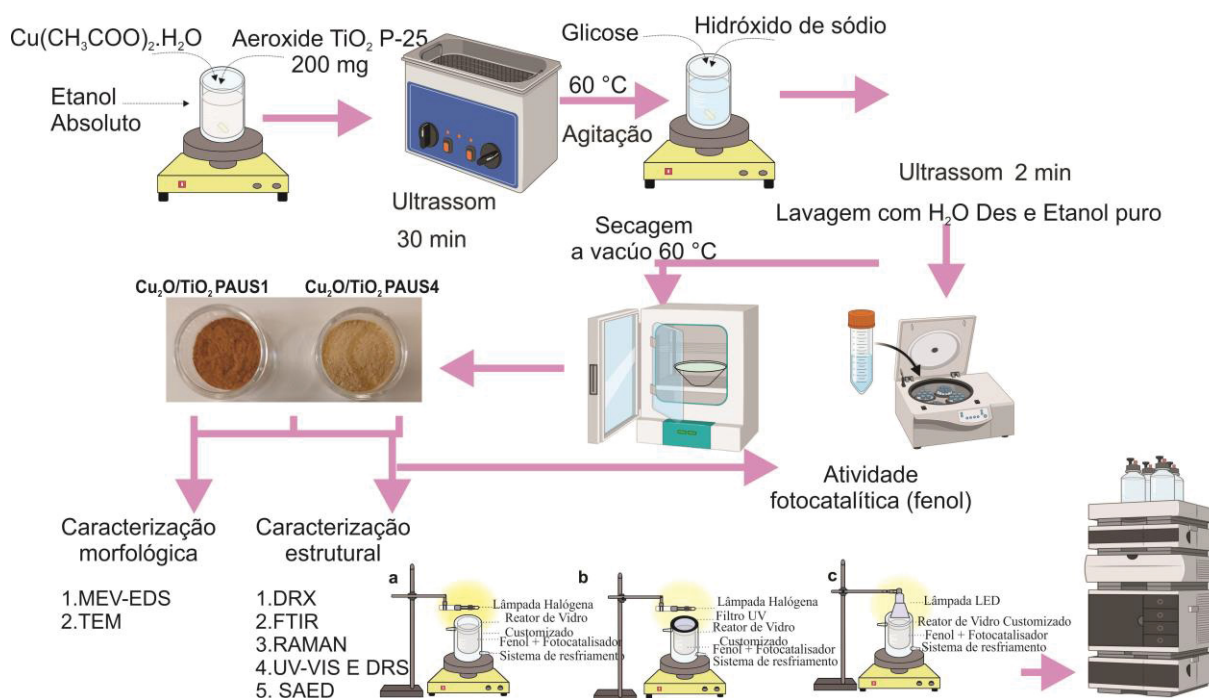 Cu(CH₃COO)₂.H₂O
Aeroxide TiO₂ P-25
200 mg
Etanol
Absoluto
Ultrassom
30 min
60 °C
Agitação
Glicose
Hidróxido de sódio
Ultrassom 2 min
Lavagem com H₂O Des e Etanol puro
Secagem
a vacúo 60 °C
Cu₂O/TiO₂ PAUS1
Cu₂O/TiO₂ PAUS4
Atividade
fotocatalítica (fenol)
Caracterização
morfológica
1.MEV-EDS
2.TEM
Caracterização
estrutural
1.DRX
2.FTIR
3.RAMAN
4.UV-VIS E DRS
5. SAED
a
Lâmpada Halógena
Reator de Vidro
Customizado
Fenol + Fotocatalisador
Sistema de resfriamento
b
Lâmpada Halógena
Filtro UV
Reator de Vidro
Customizado
Fenol + Fotocatalisador
Sistema de resfriamento
c
Lâmpada LED
Reator de Vidro Customizado
Fenol + Fotocatalisador
Sistema de resfriamento